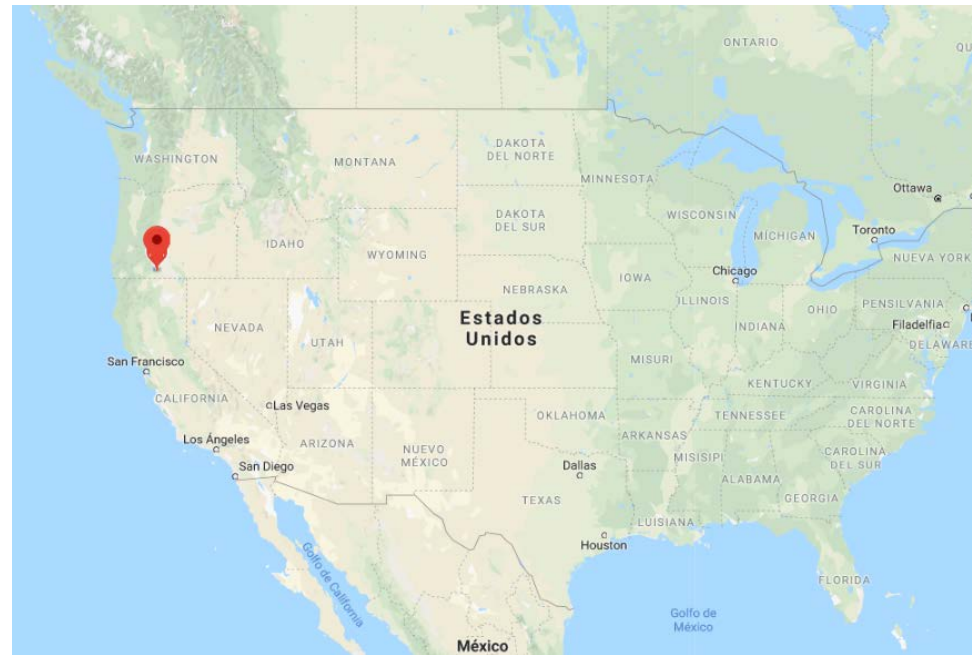 ONTARIO
QU
WASHINGTON
MONTANA
DAKOTA
DEL NORTE
MINNESOTA
Ottawa
DAKOTA
DEL SUR
WISCONSIN
MÍCHIGAN
Toronto
IDAHO
WYOMING
NUEVA YORK
Chicago
IOWA
NEBRASKA
ILLINOIS
INDIANA
OHIO
PENSILVANIA
Filadelfia
NEVADA
UTAH
Estados
Unidos
DELAWARE
San Francisco
MISURI
CALIFORNIA
KENTUCKY
VIRGINIA
Las Vegas
OKLAHOMA
TENNESSEE
CAROLINA
DEL NORTE
Los Ángeles
ARIZONA
NUEVO
MÉXICO
ARKANSAS
MISISIPI
CAROLINA
DEL SUR
San Diego
Dallas
ALABAMA
TEXAS
GEORGIA
LUISIANA
Houston
Golfo de California
FLORIDA
Golfo de
México
México